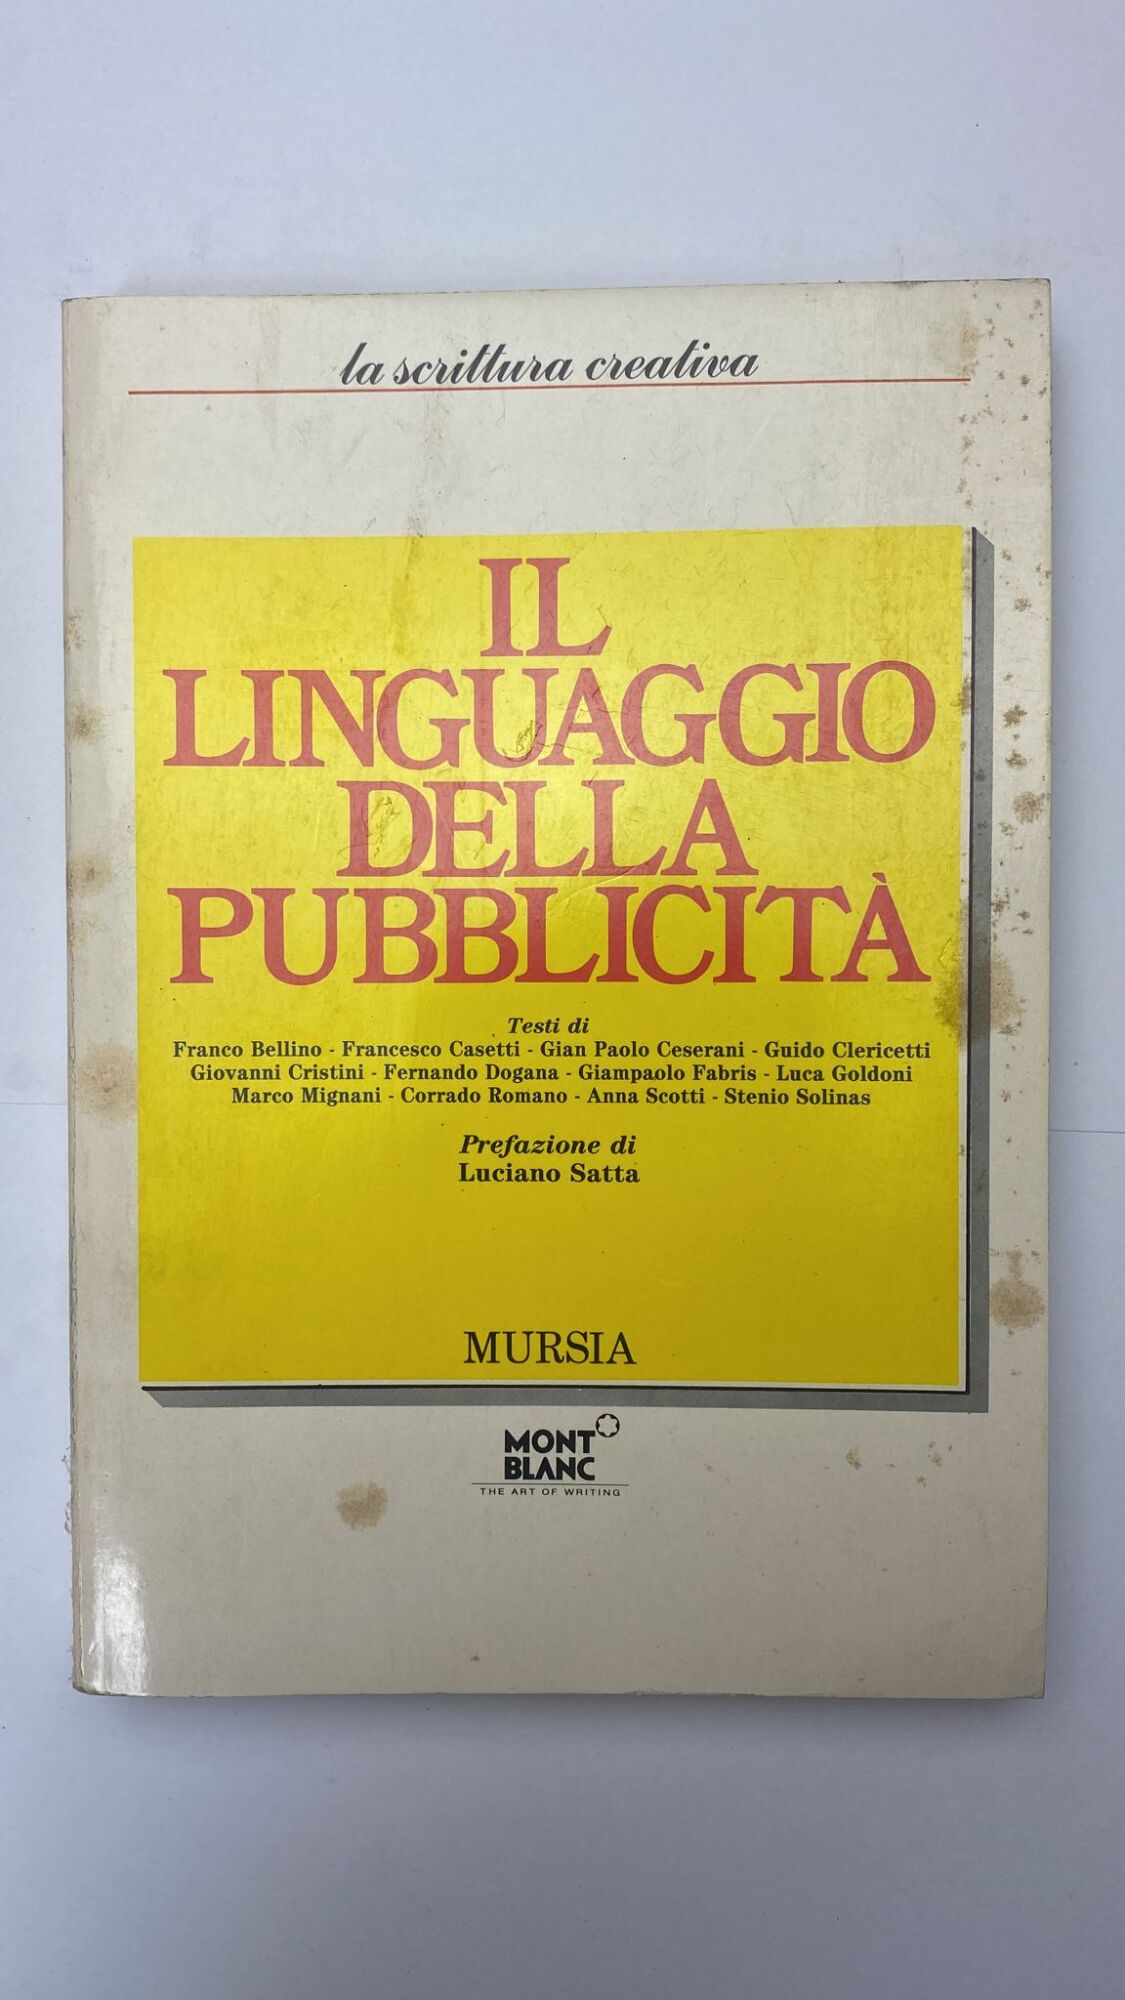 la scrittura creativa
IL
LINGUAGGIO
DELLA
PUBBLICITÀ
Testi di
Franco Bellino - Francesco Casetti - Gian Paolo Ceserani - Guido Clericetti
Giovanni Cristini - Fernando Dogana - Giampaolo Fabris - Luca Goldoni
Marco Mignani - Corrado Romano - Anna Scotti - Stenio Solinas
Prefazione di
Luciano Satta
MURSIA
MONT
BLANC
THE ART OF WRITING